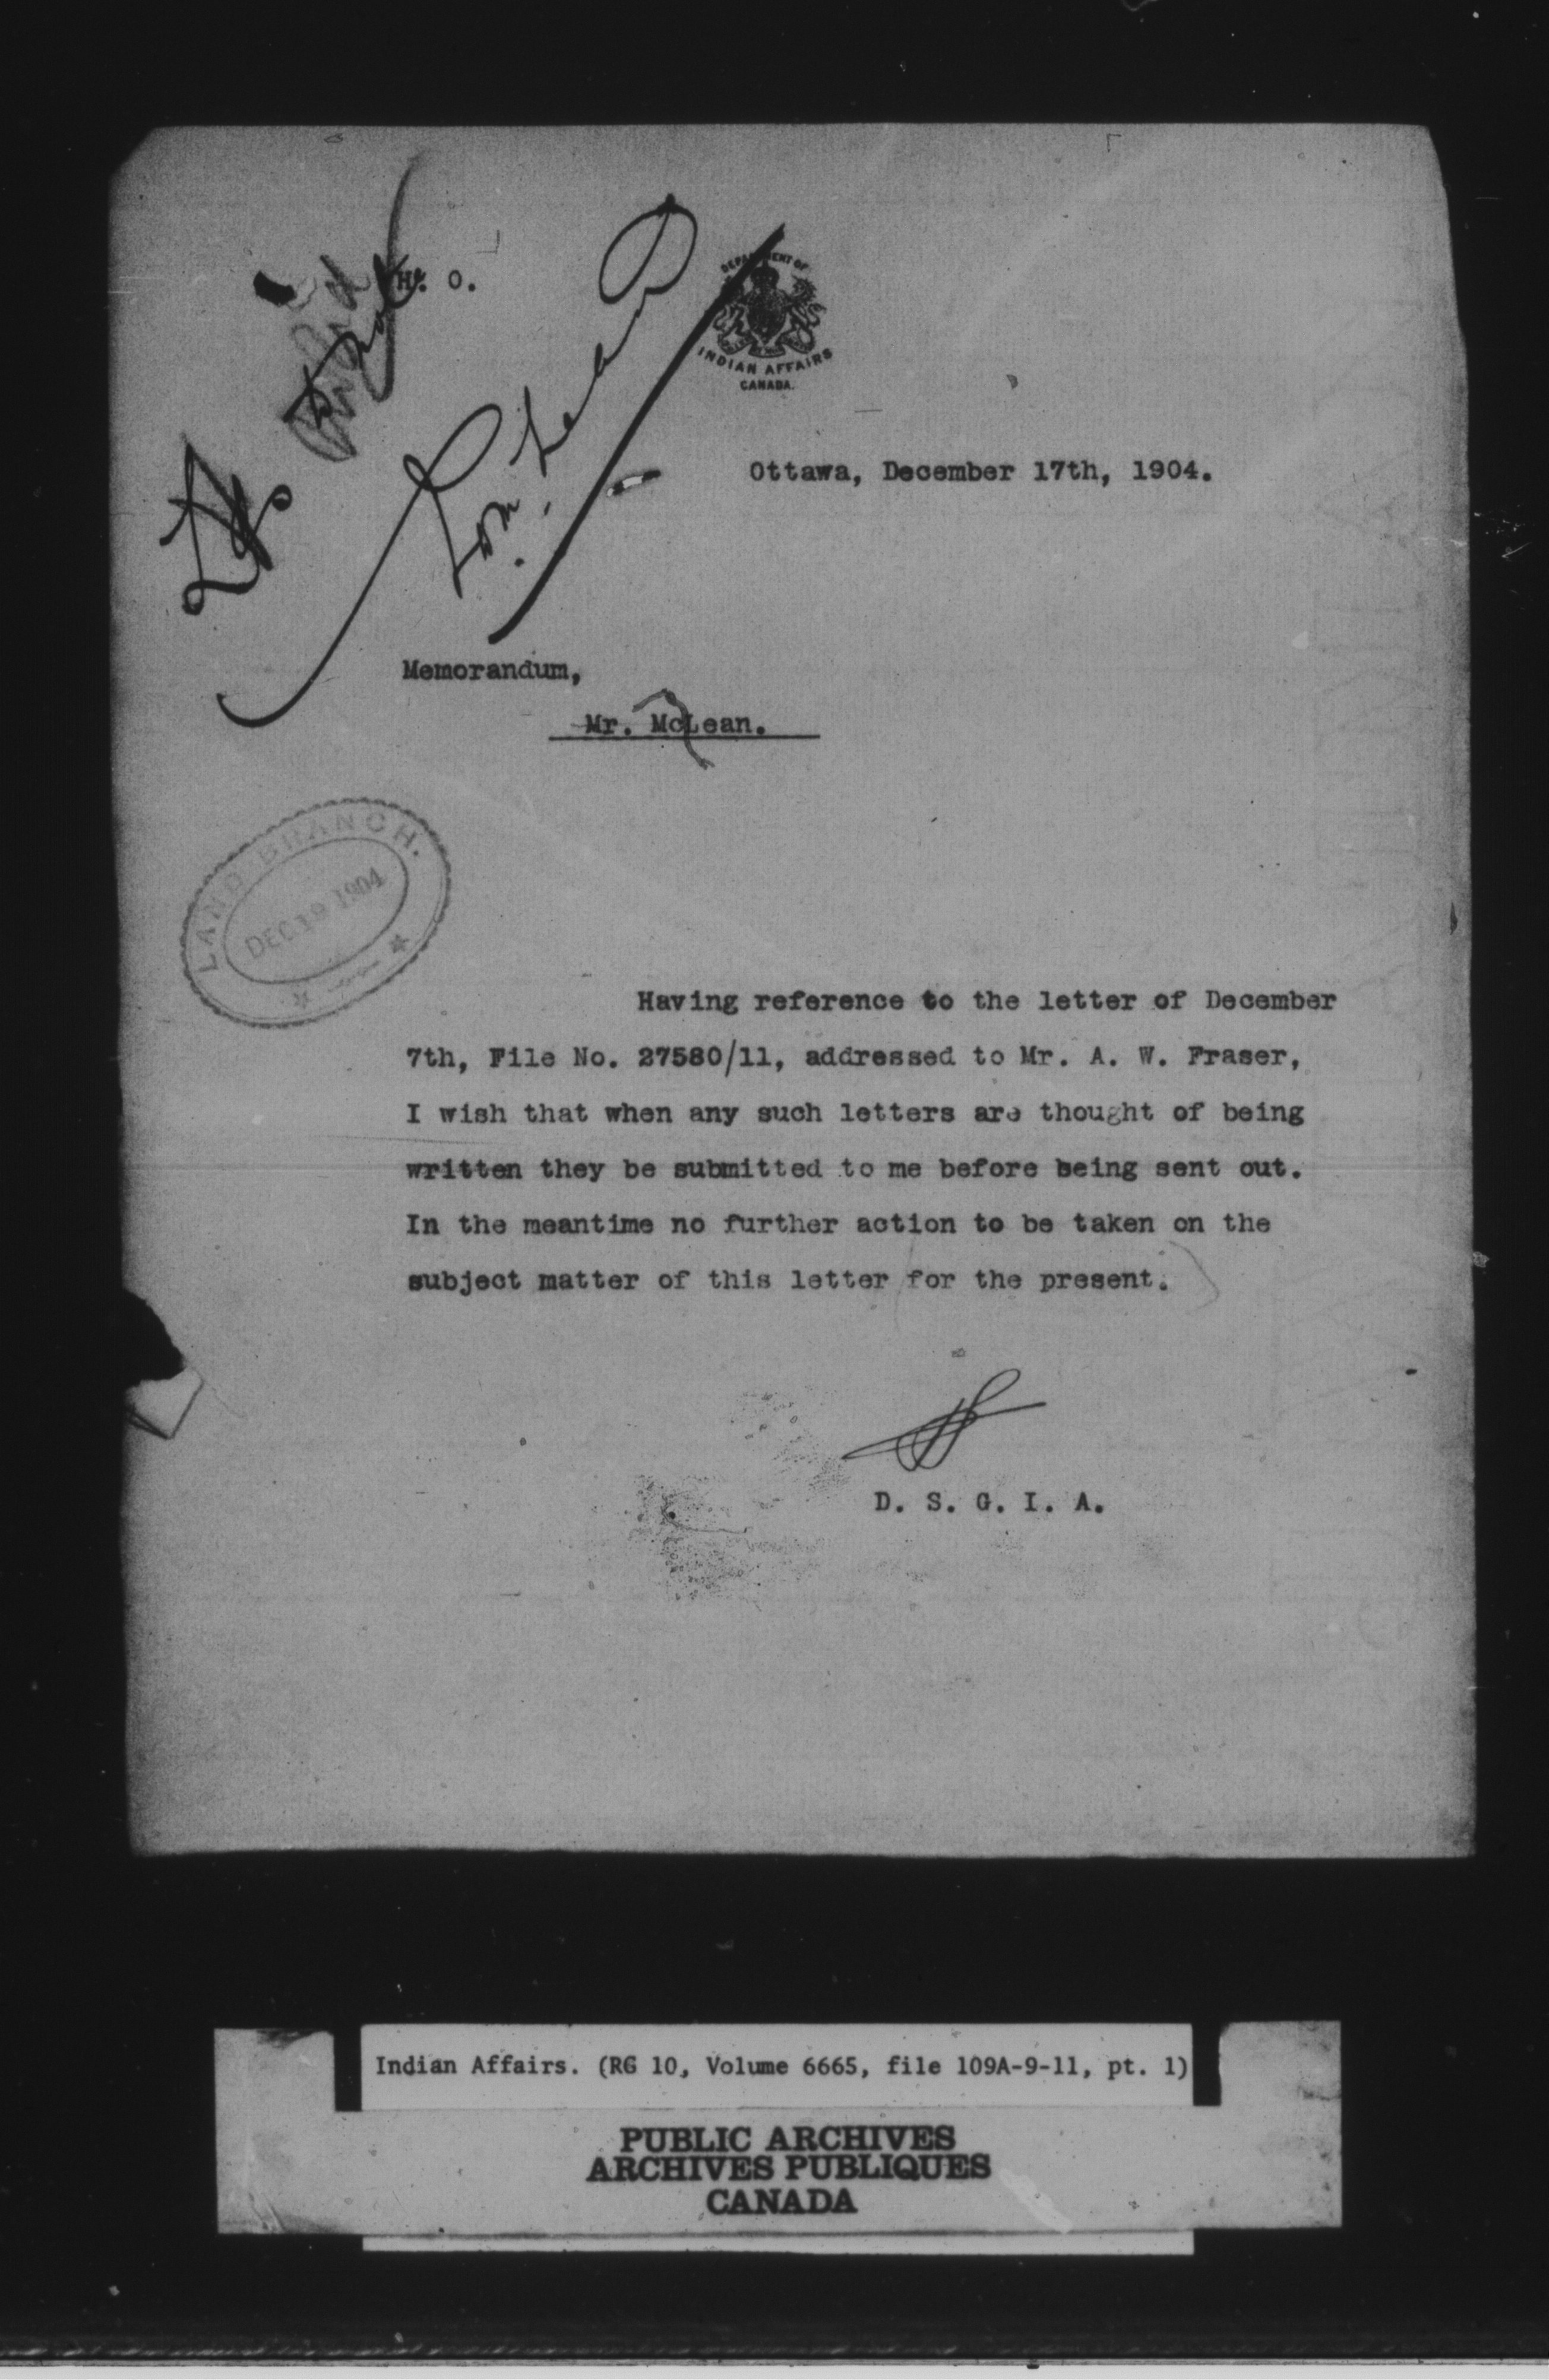 H. O.
DEPARTMENT OF
INDIAN AFFAIRS
CANADA.
Ottawa, December 17th, 1904.
Memorandum,
Mr. McLean.
LAND BRANCH.
DEC 19 1904
Having reference to the letter of December
7th, File No. 27580/11, addressed to Mr. A. W. Fraser,
I wish that when any such letters are thought of being
written they be submitted to me before being sent out.
In the meantime no further action to be taken on the
subject matter of this letter (for the present.)
D. S. G. I. A.
Indian Affairs. (RG 10, Volume 6665, file 109A-9-11, pt. 1)
PUBLIC ARCHIVES
ARCHIVES PUBLIQUES
CANADA